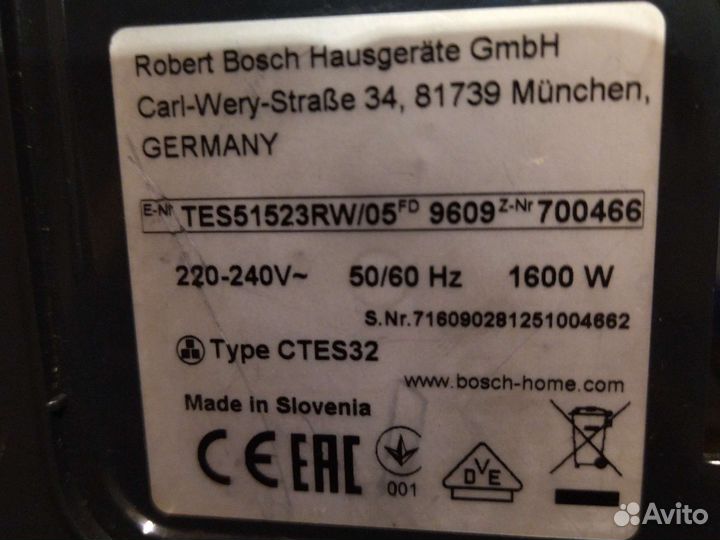 Robert Bosch Hausgeräte GmbH
Carl-Wery-Straße 34, 81739 München,
GERMANY
E-Nr TES51523RW/05 FD 9609 Z-Nr 700466
220-240V~ 50/60 Hz 1600 W
S.Nr.716090281251004662
Type CTES32
www.bosch-home.com
Made in Slovenia
CE EAC 001 DVE
Avito